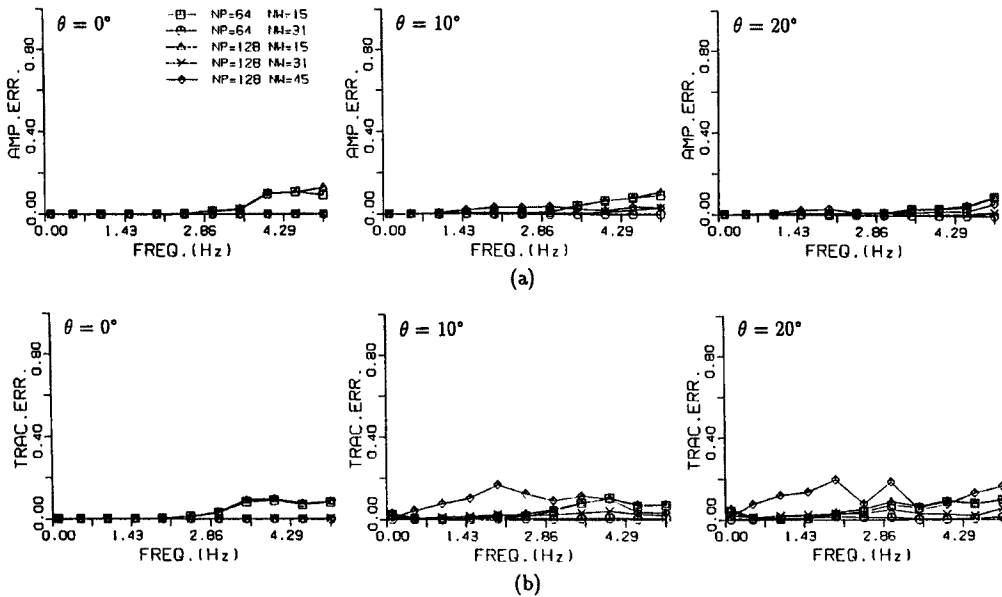 θ = 0°
NP=64 NW=15
NP=64 NW=31
NP=128 NW=15
NP=128 NW=31
NP=128 NW=45
AMP.ERR.
0.00 0.40 0.80
0.00 1.43 2.86 4.29
FREQ.(Hz)
θ = 10°
AMP.ERR.
0.00 0.40 0.80
0.00 1.43 2.86 4.29
FREQ.(Hz)
θ = 20°
AMP.ERR.
0.00 0.40 0.80
0.00 1.43 2.86 4.29
FREQ.(Hz)
(a)
θ = 0°
TRAC.ERR.
0.00 0.40 0.80
0.00 1.43 2.86 4.29
FREQ.(Hz)
θ = 10°
TRAC.ERR.
0.00 0.40 0.80
0.00 1.43 2.86 4.29
FREQ.(Hz)
θ = 20°
TRAC.ERR.
0.00 0.40 0.80
0.00 1.43 2.86 4.29
FREQ.(Hz)
(b)